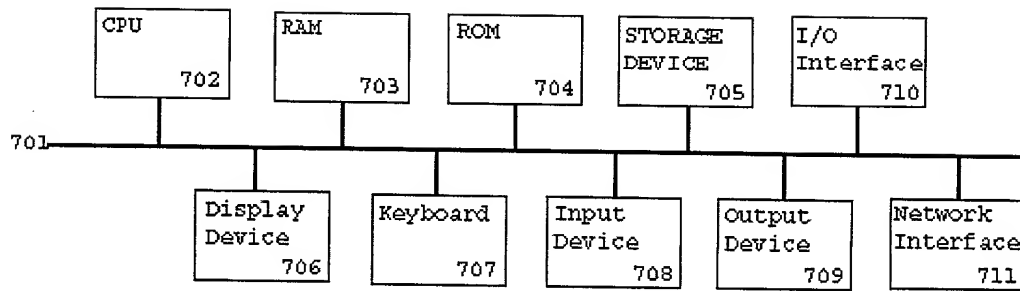 CPU
702
RAM
703
ROM
704
STORAGE
DEVICE
705
I/O
Interface
710
701
Display
Device
706
Keyboard
707
Input
Device
708
Output
Device
709
Network
Interface
711